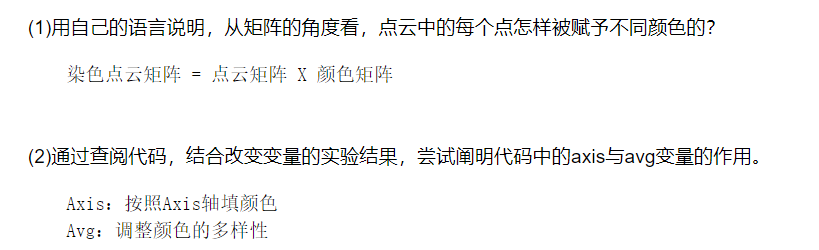 (1)用自己的语言说明，从矩阵的角度看，点云中的每个点怎样被赋予不同颜色的？
染色点云矩阵 = 点云矩阵 X 颜色矩阵
(2)通过查阅代码，结合改变变量的实验结果，尝试阐明代码中的axis与avg变量的作用。
Axis：按照Axis轴填颜色
Avg：调整颜色的多样性